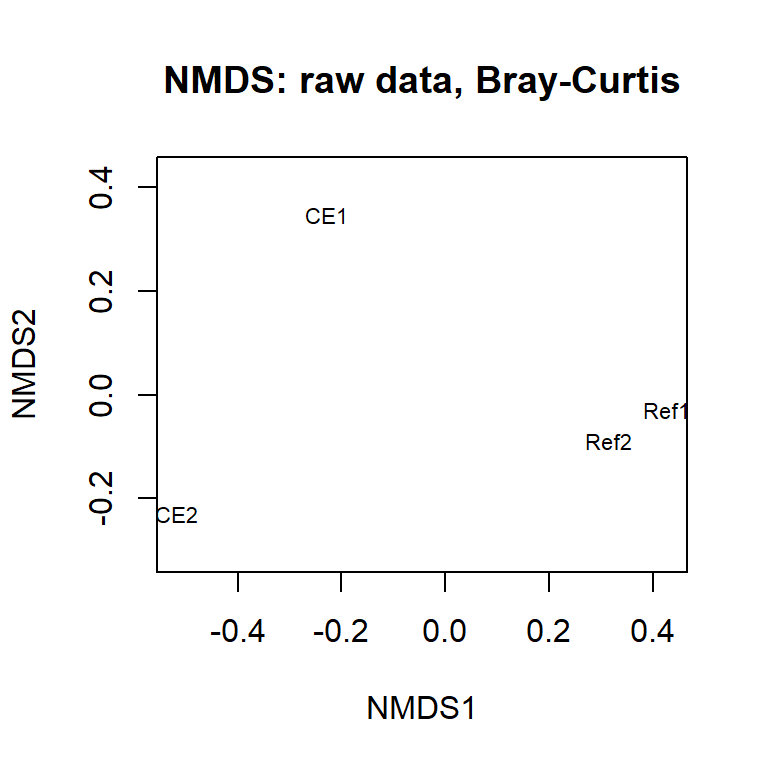 NMDS: raw data, Bray-Curtis
0.4
0.2
0.0
-0.2
NMDS2
CE1
Ref1
Ref2
CE2
-0.4 -0.2 0.0 0.2 0.4
NMDS1